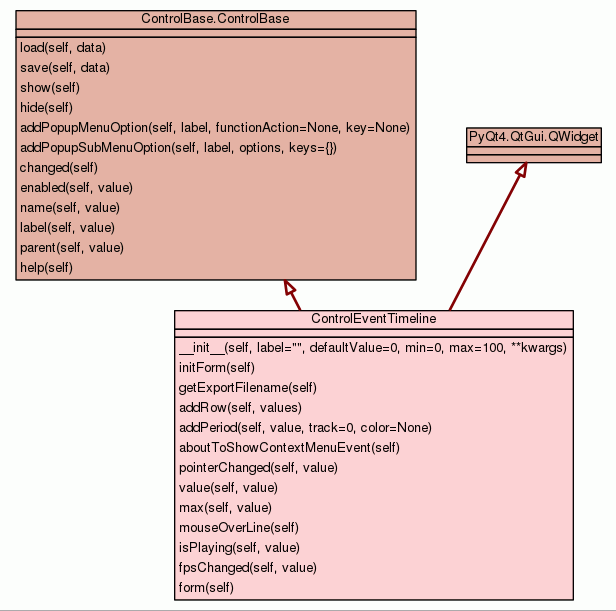 ControlBase.ControlBase
load(self, data)
save(self, data)
show(self)
hide(self)
addPopupMenuOption(self, label, functionAction=None, key=None)
addPopupSubMenuOption(self, label, options, keys={})
changed(self)
enabled(self, value)
name(self, value)
label(self, value)
parent(self, value)
help(self)
PyQt4.QtGui.QWidget
ControlEventTimeline
__init__(self, label="", defaultValue=0, min=0, max=100, **kwargs)
initForm(self)
getExportFilename(self)
addRow(self, values)
addPeriod(self, value, track=0, color=None)
aboutToShowContextMenuEvent(self)
pointerChanged(self, value)
value(self, value)
max(self, value)
mouseOverLine(self)
isPlaying(self, value)
fpsChanged(self, value)
form(self)